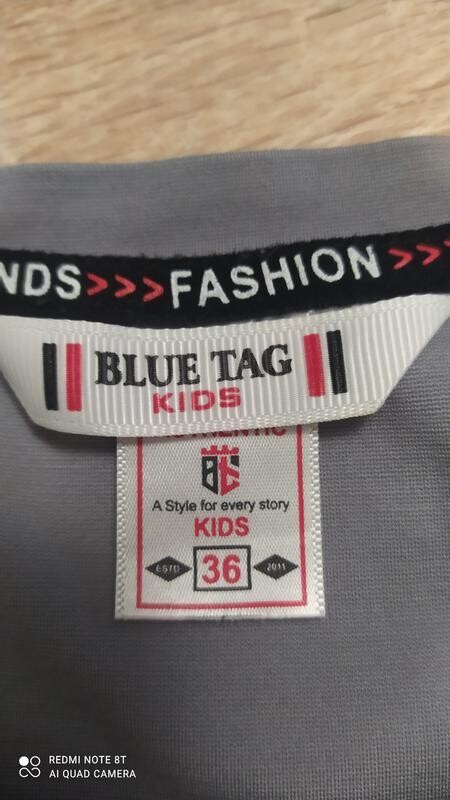 NDS>>>FASHION>>>
BLUE TAG
KIDS
AUTHENTIC
A Style for every story
KIDS
ESTD 36 2011
REDMI NOTE 8T
AI QUAD CAMERA